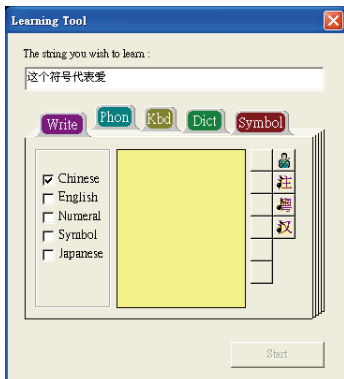 Learning Tool
The string you wish to learn :
这个符号代表爱
Write Phon Kbd Dict Symbol
Chinese
English
Numeral
Symbol
Japanese
注
粤
汉
Start